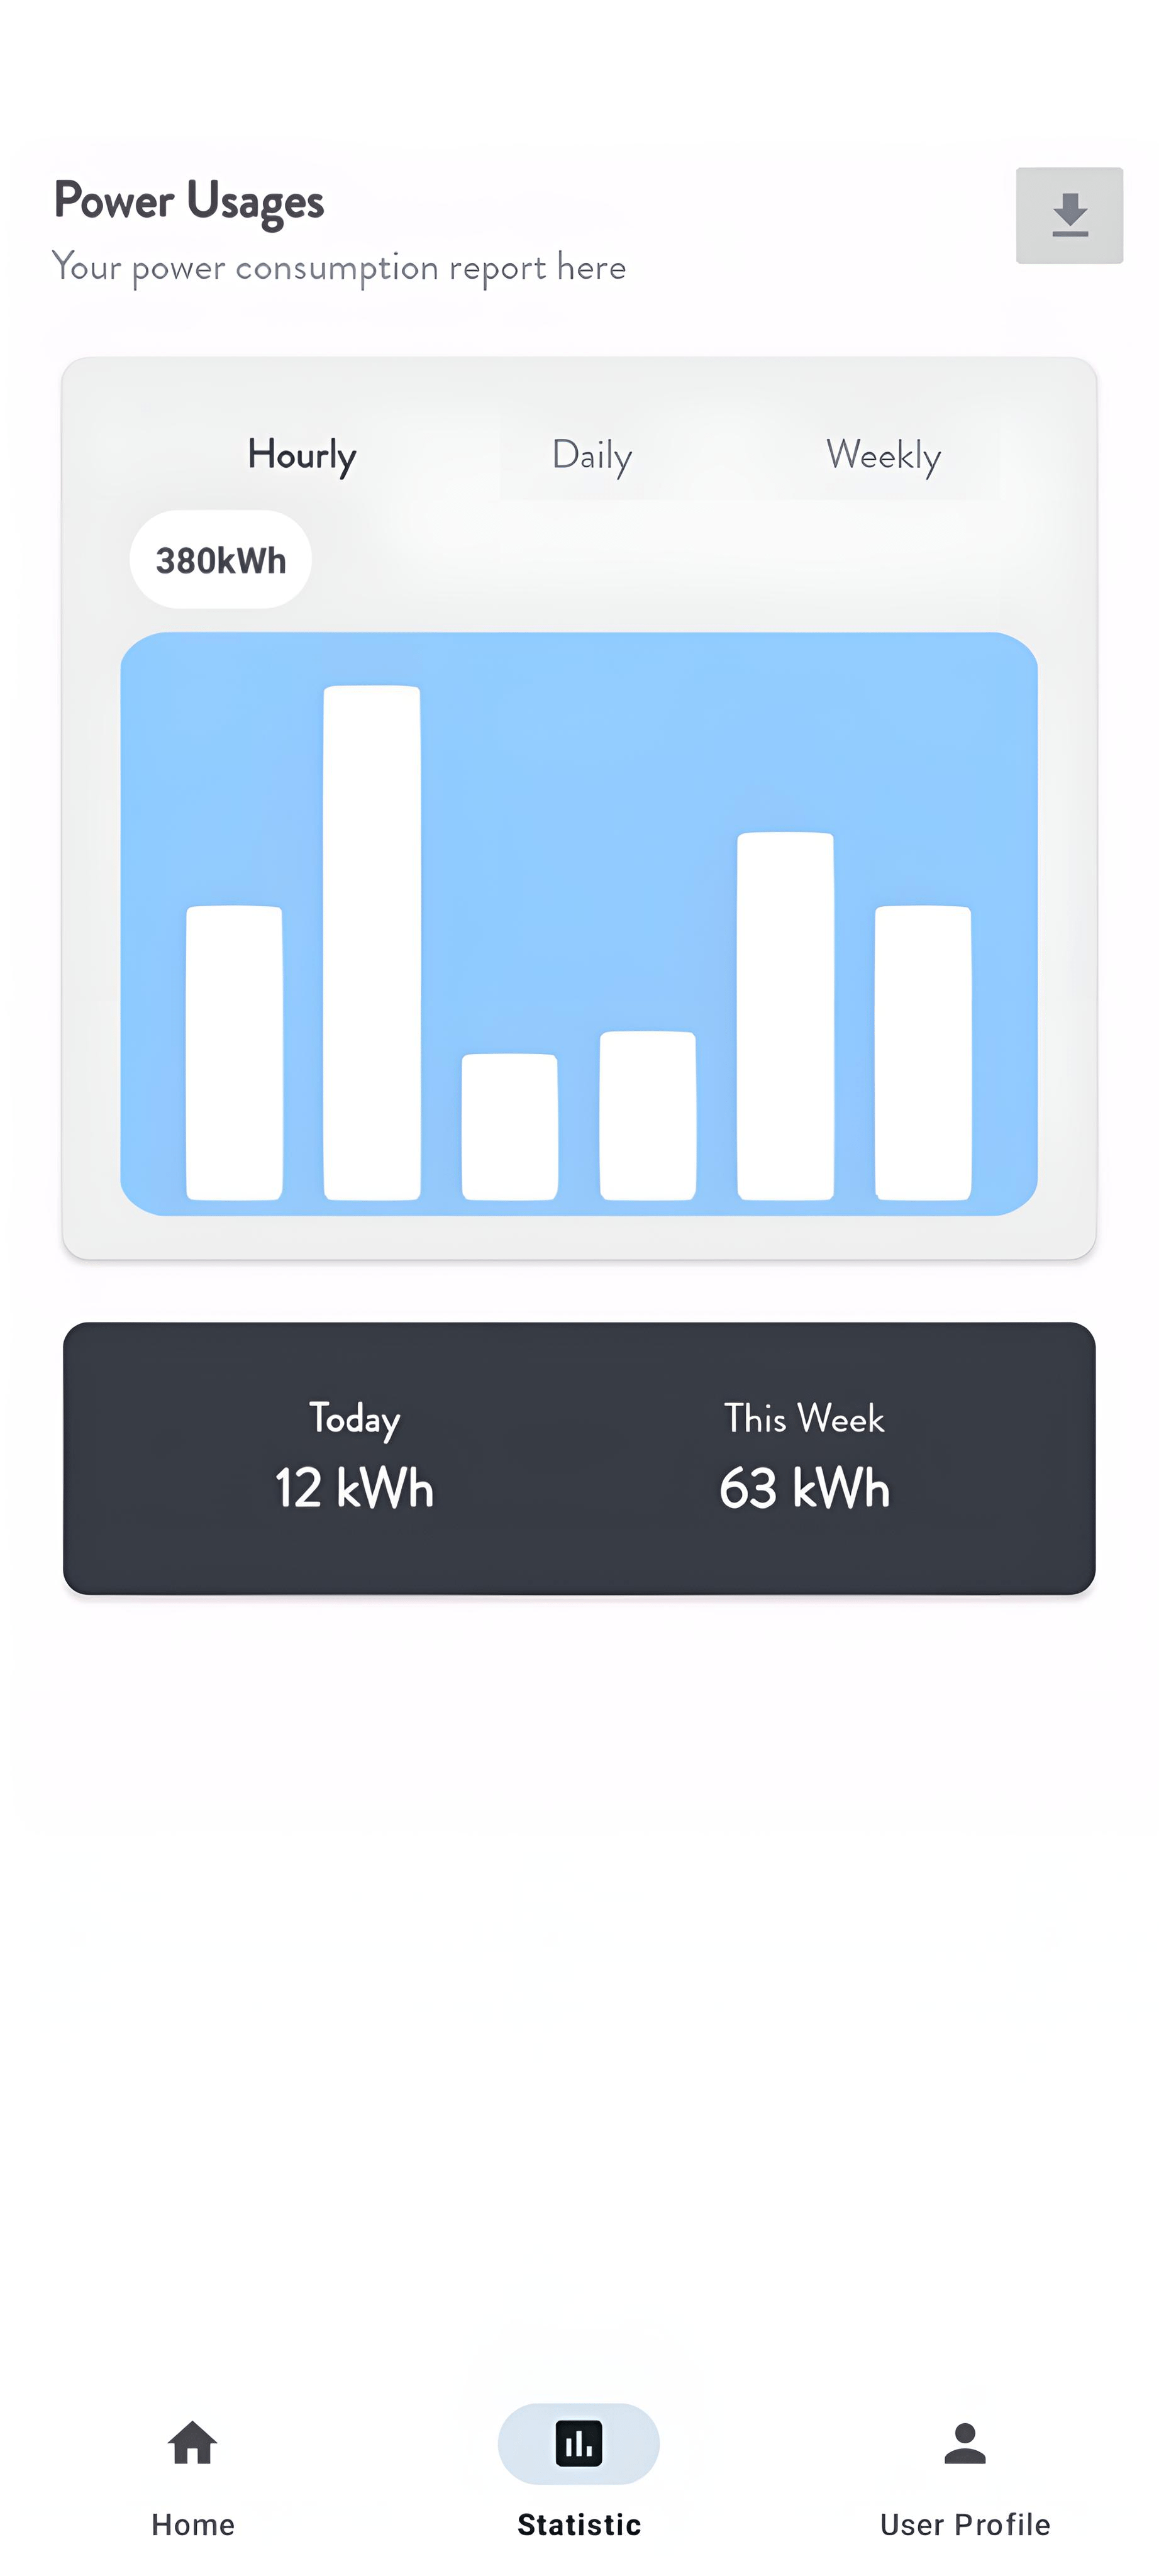 Power Usages
Your power consumption report here
Hourly Daily Weekly
380kWh
Today This Week
12 kWh 63 kWh
Home Statistic User Profile